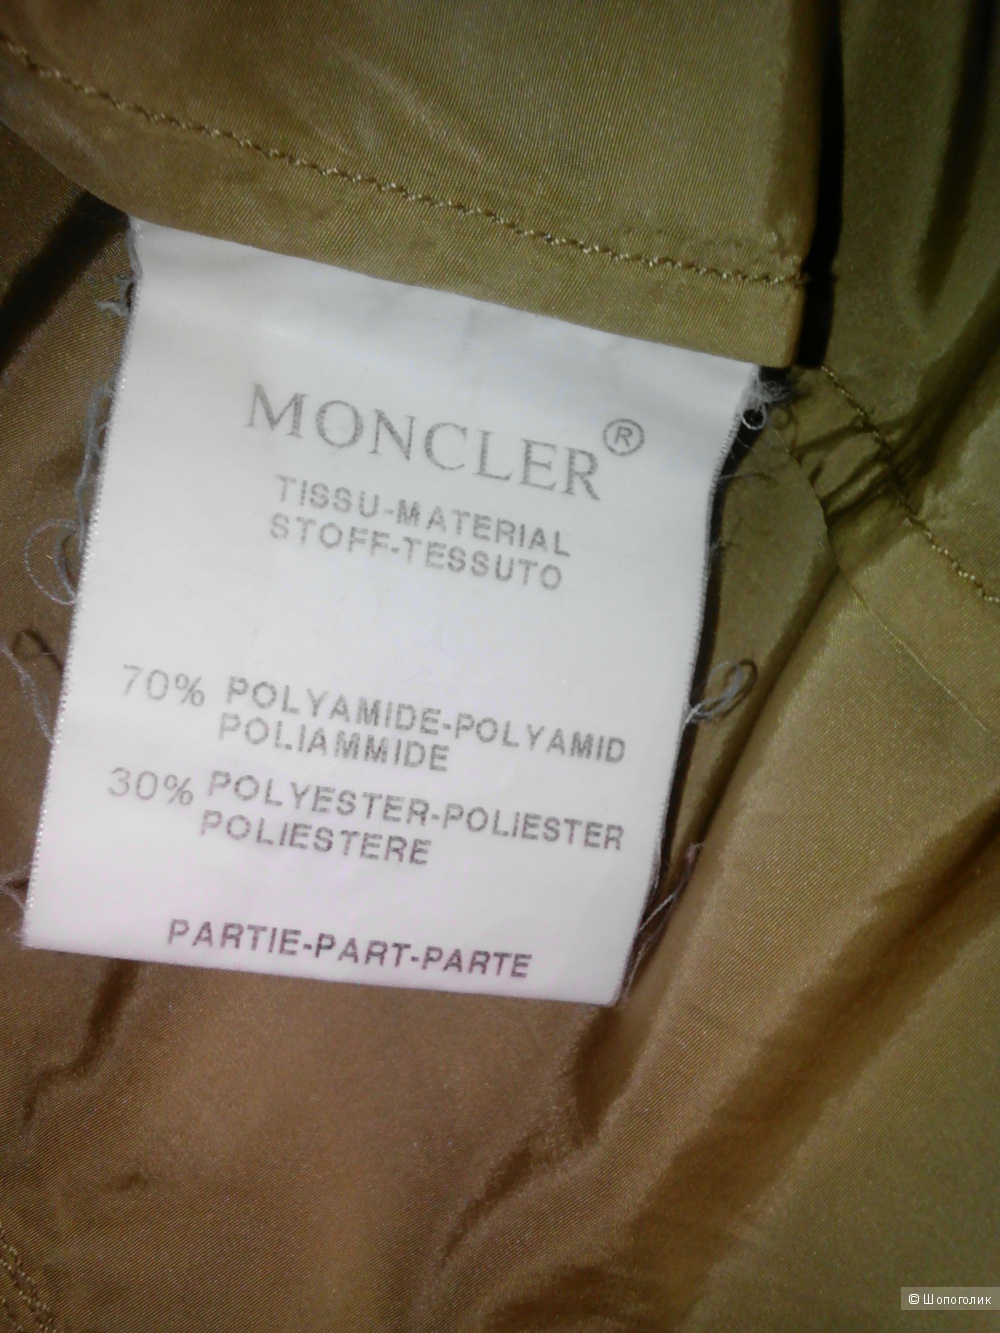 MONCLER®
TISSU-MATERIAL
STOFF-TESSUTO
70% POLYAMIDE-POLYAMID
POLIAMMIDE
30% POLYESTER-POLIESTER
POLIESTERE
PARTIE-PART-PARTE
© Шопоголик